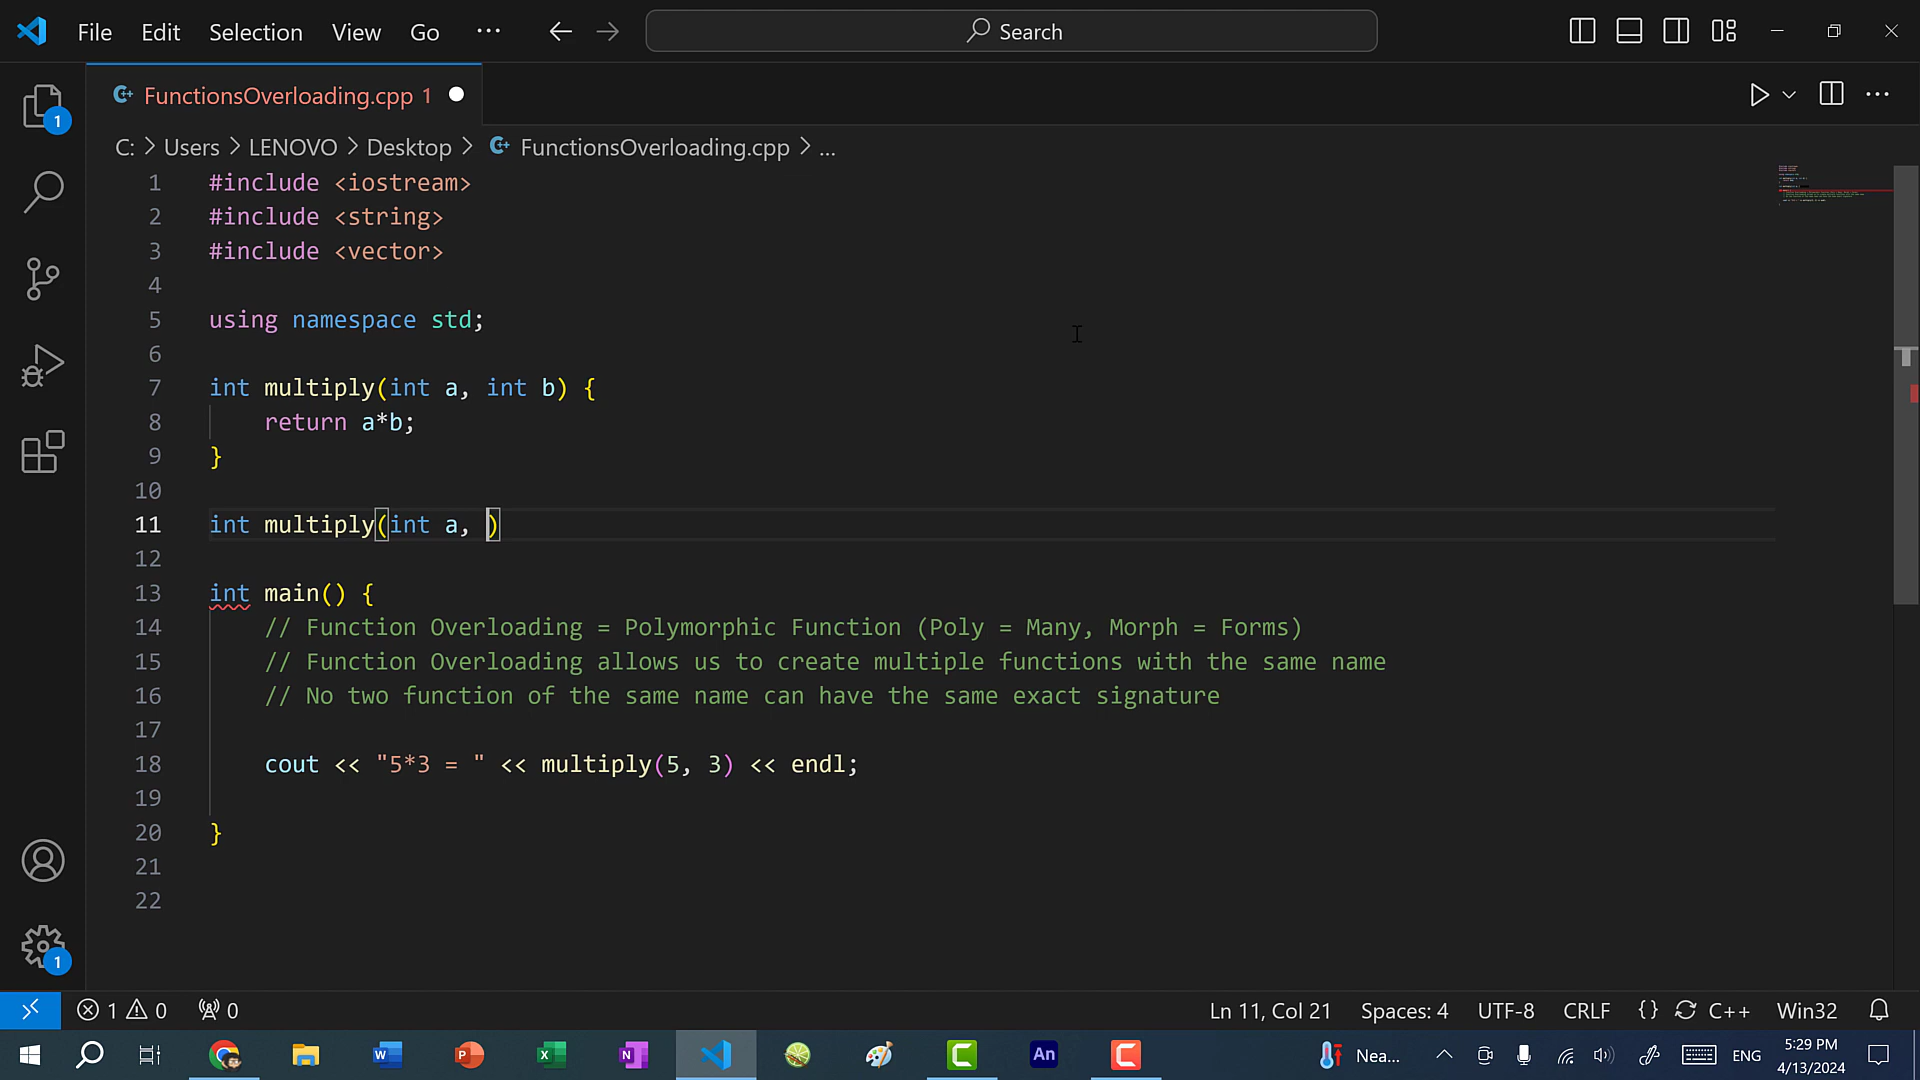 File Edit Selection View Go ··· Search
FunctionsOverloading.cpp 1
C: > Users > LENOVO > Desktop > FunctionsOverloading.cpp > ...
1 #include <iostream>
2 #include <string>
3 #include <vector>
4
5 using namespace std;
6
7 int multiply(int a, int b) {
8 return a*b;
9 }
10
11 int multiply(int a, )
12
13 int main() {
14 // Function Overloading = Polymorphic Function (Poly = Many, Morph = Forms)
15 // Function Overloading allows us to create multiple functions with the same name
16 // No two function of the same name can have the same exact signature
17
18 cout << "5*3 = " << multiply(5, 3) << endl;
19
20 }
21
22
1
1
1 0 0 Ln 11, Col 21 Spaces: 4 UTF-8 CRLF {} C++ Win32
W P X N An Nea... ENG 5:29 PM
4/13/2024